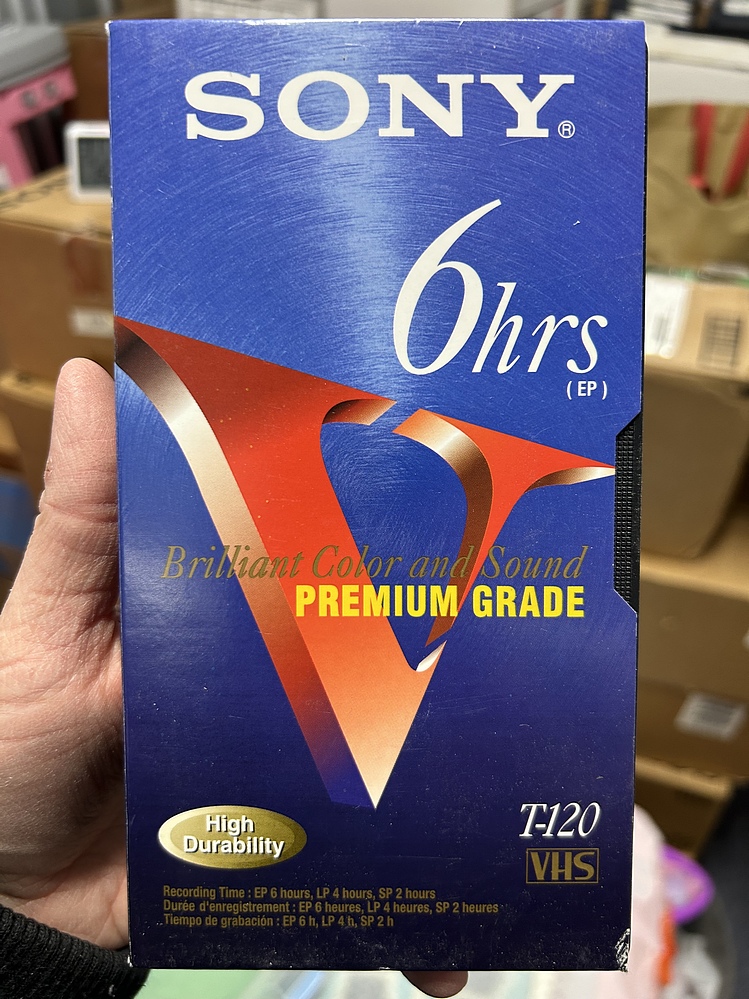 SONY®
6hrs
(EP)
Brilliant Color and Sound
PREMIUM GRADE
High
Durability
T-120
VHS
Recording Time : EP 6 hours, LP 4 hours, SP 2 hours
Durée d'enregistrement : EP 6 heures, LP 4 heures, SP 2 heures
Tiempo de grabación : EP 6 h, LP 4 h, SP 2 h